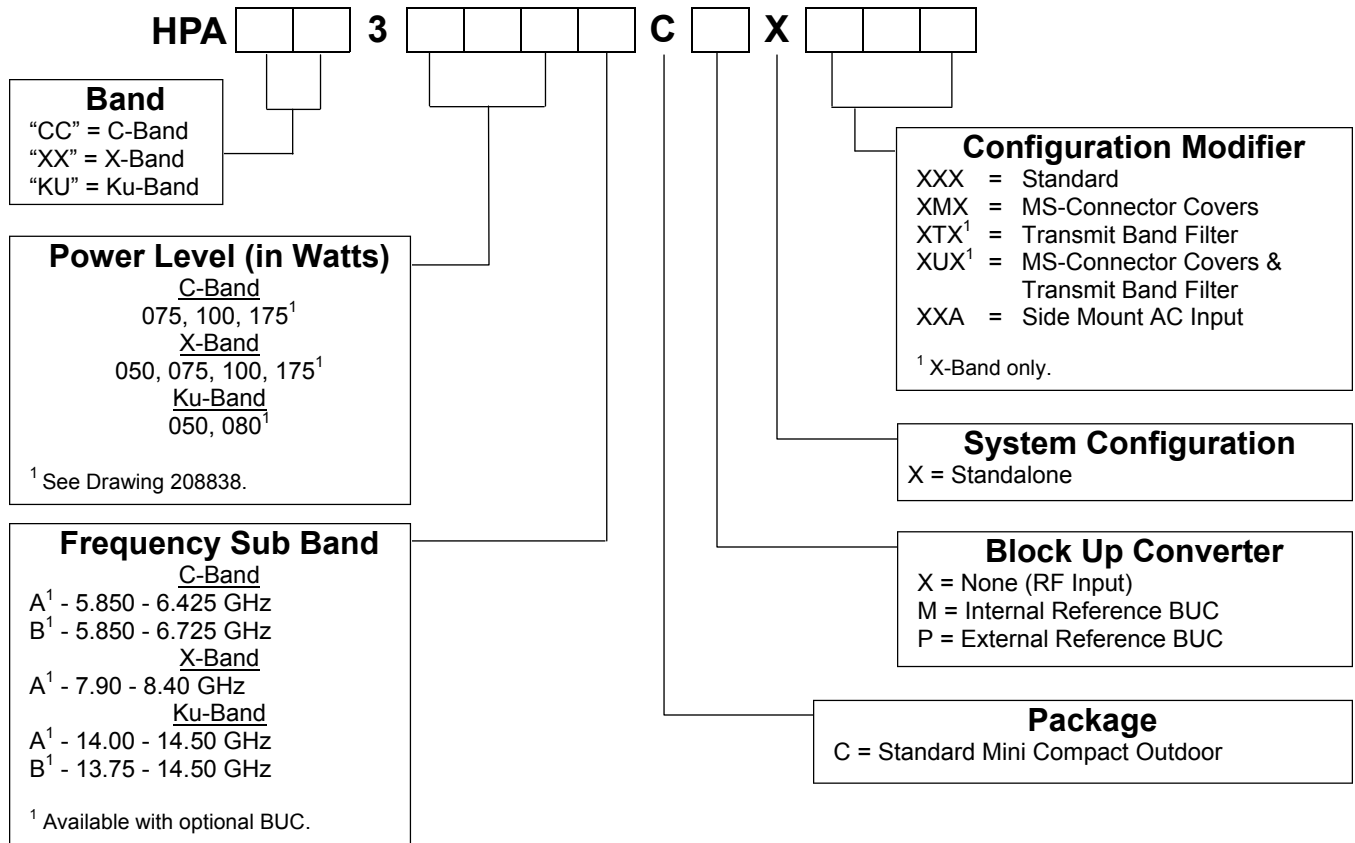 HPA 3 C X
Band
“CC” = C-Band
“XX” = X-Band
“KU” = Ku-Band
Power Level (in Watts)
C-Band
075, 100, 175¹
X-Band
050, 075, 100, 175¹
Ku-Band
050, 080¹
¹ See Drawing 208838.
Frequency Sub Band
C-Band
A¹ - 5.850 - 6.425 GHz
B¹ - 5.850 - 6.725 GHz
X-Band
A¹ - 7.90 - 8.40 GHz
Ku-Band
A¹ - 14.00 - 14.50 GHz
B¹ - 13.75 - 14.50 GHz
¹ Available with optional BUC.
Configuration Modifier
XXX = Standard
XMX = MS-Connector Covers
XTX¹ = Transmit Band Filter
XUX¹ = MS-Connector Covers &
Transmit Band Filter
XXA = Side Mount AC Input
¹ X-Band only.
System Configuration
X = Standalone
Block Up Converter
X = None (RF Input)
M = Internal Reference BUC
P = External Reference BUC
Package
C = Standard Mini Compact Outdoor